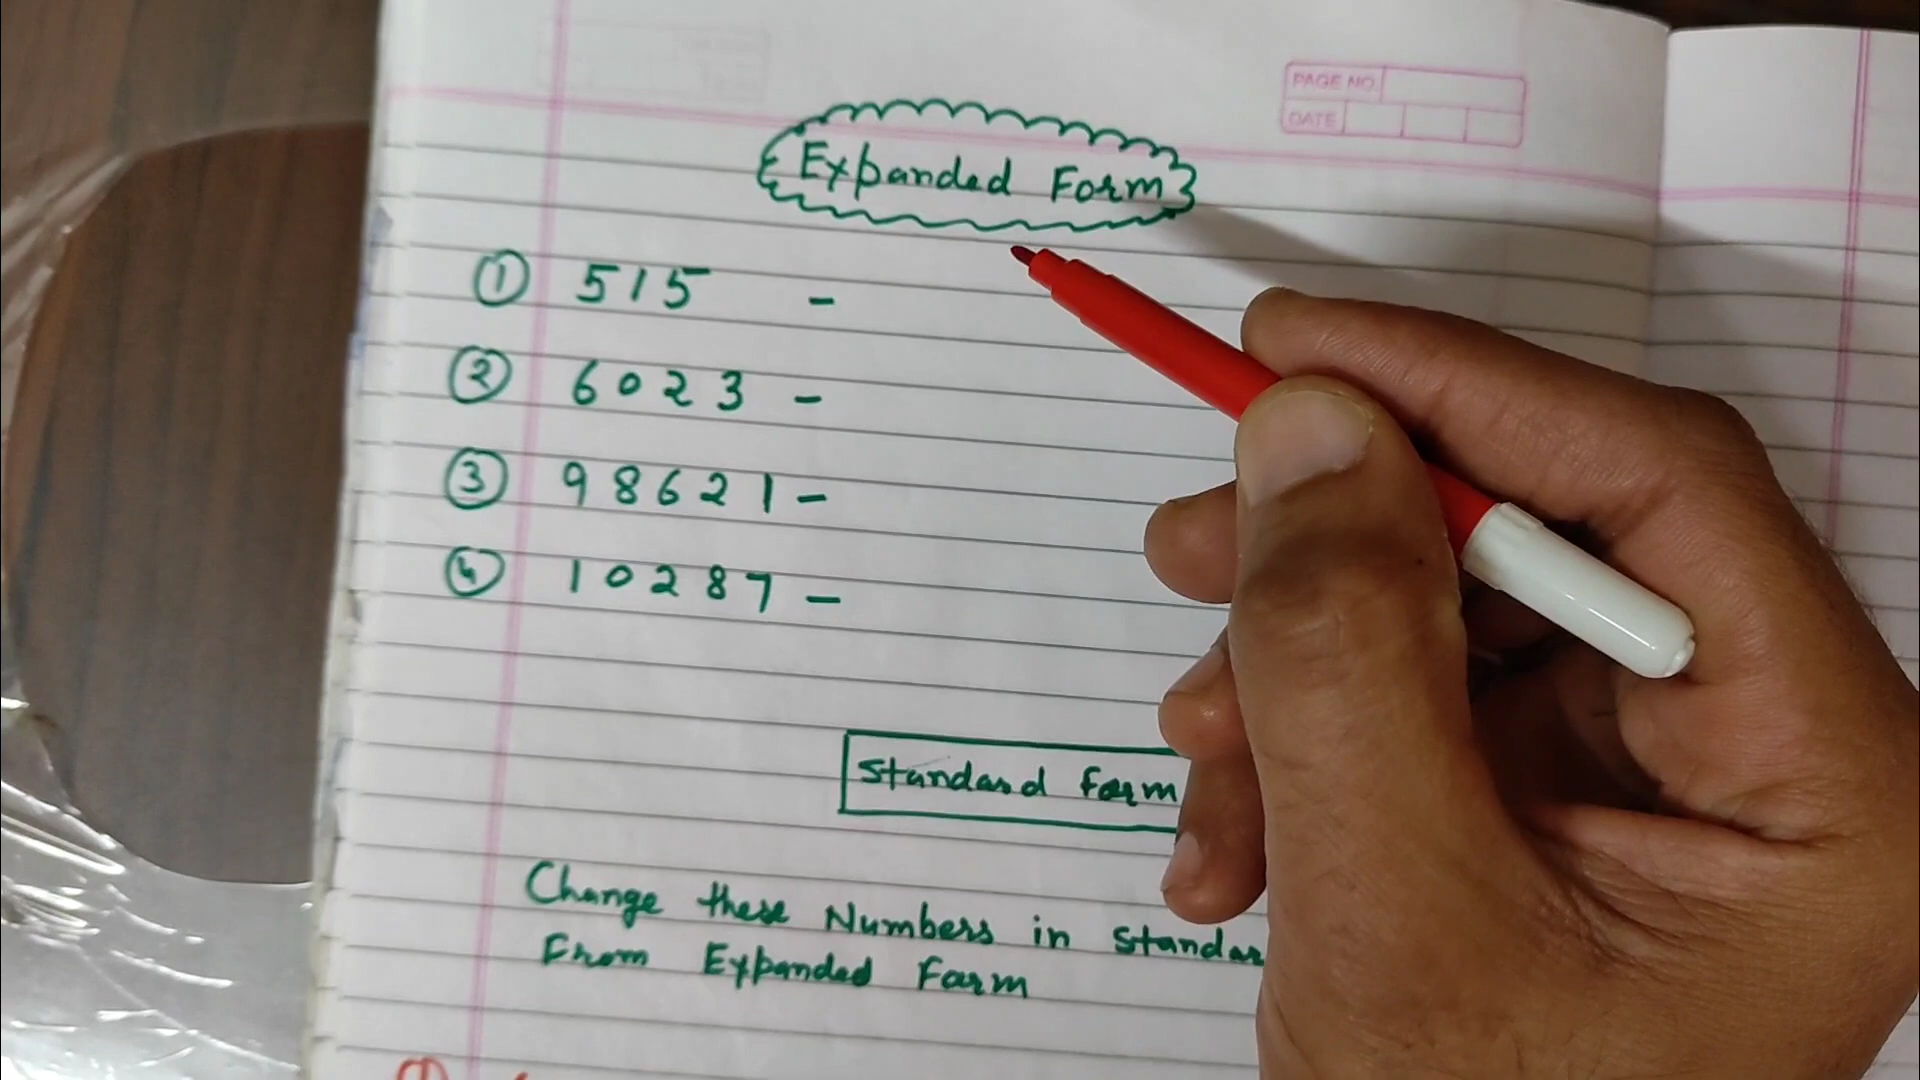 PAGE NO.
DATE
Expanded Form
① 515 -
② 6023 -
③ 98621 -
④ 10287 -
Standard Form
Change these Numbers in Standar
From Expanded Form